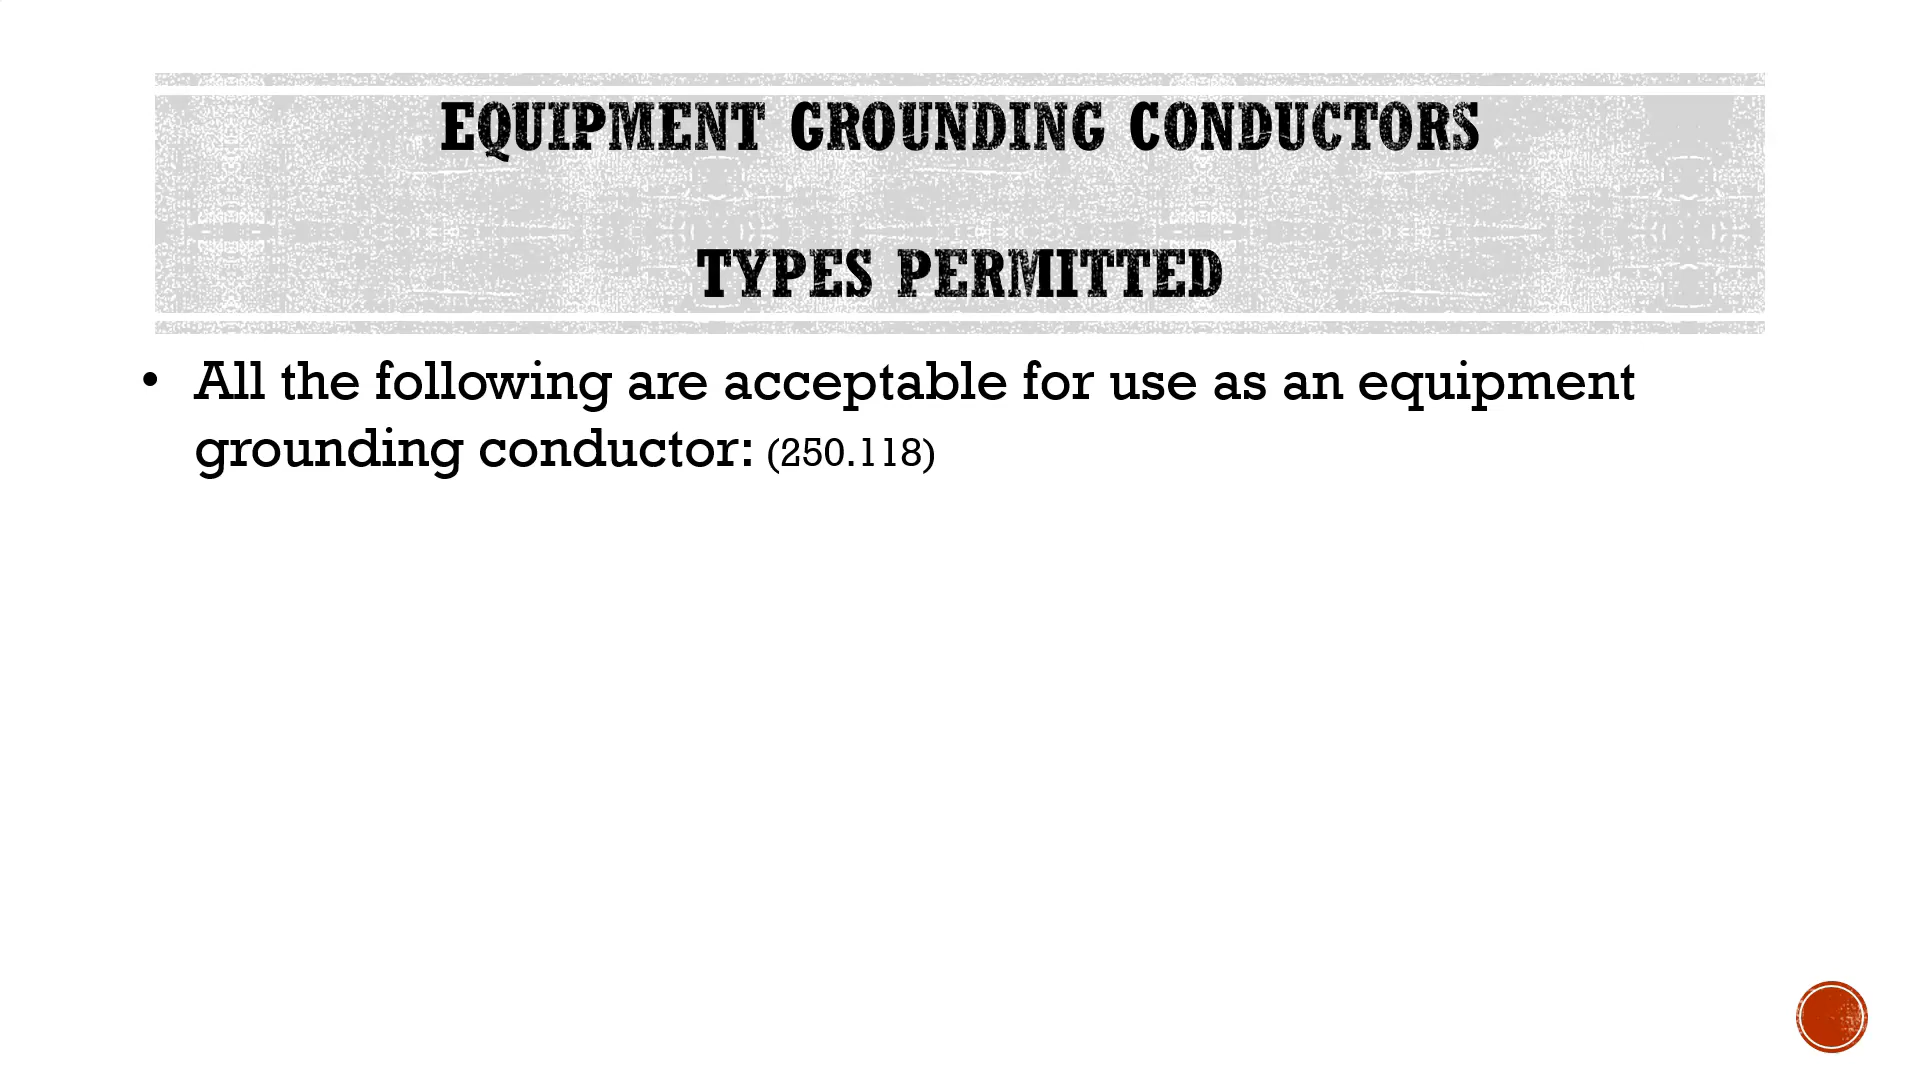 EQUIPMENT GROUNDING CONDUCTORS
TYPES PERMITTED
• All the following are acceptable for use as an equipment
grounding conductor: (250.118)